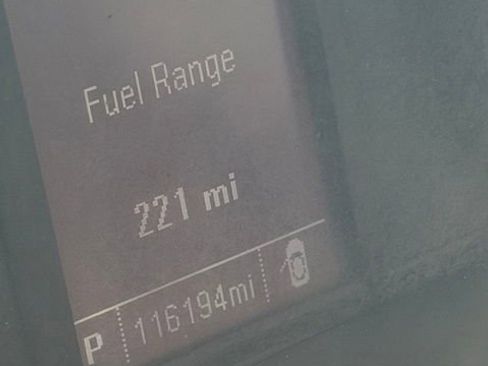 Fuel Range
221 mi
P 116194mi